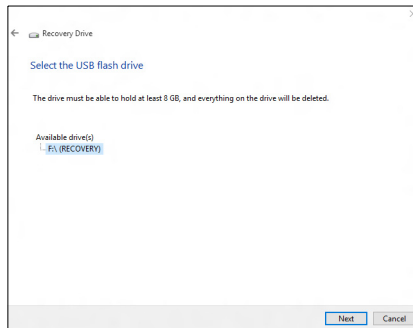 Recovery Drive
Select the USB flash drive
The drive must be able to hold at least 8 GB, and everything on the drive will be deleted.
Available drive(s)
F:\ (RECOVERY)
Next Cancel